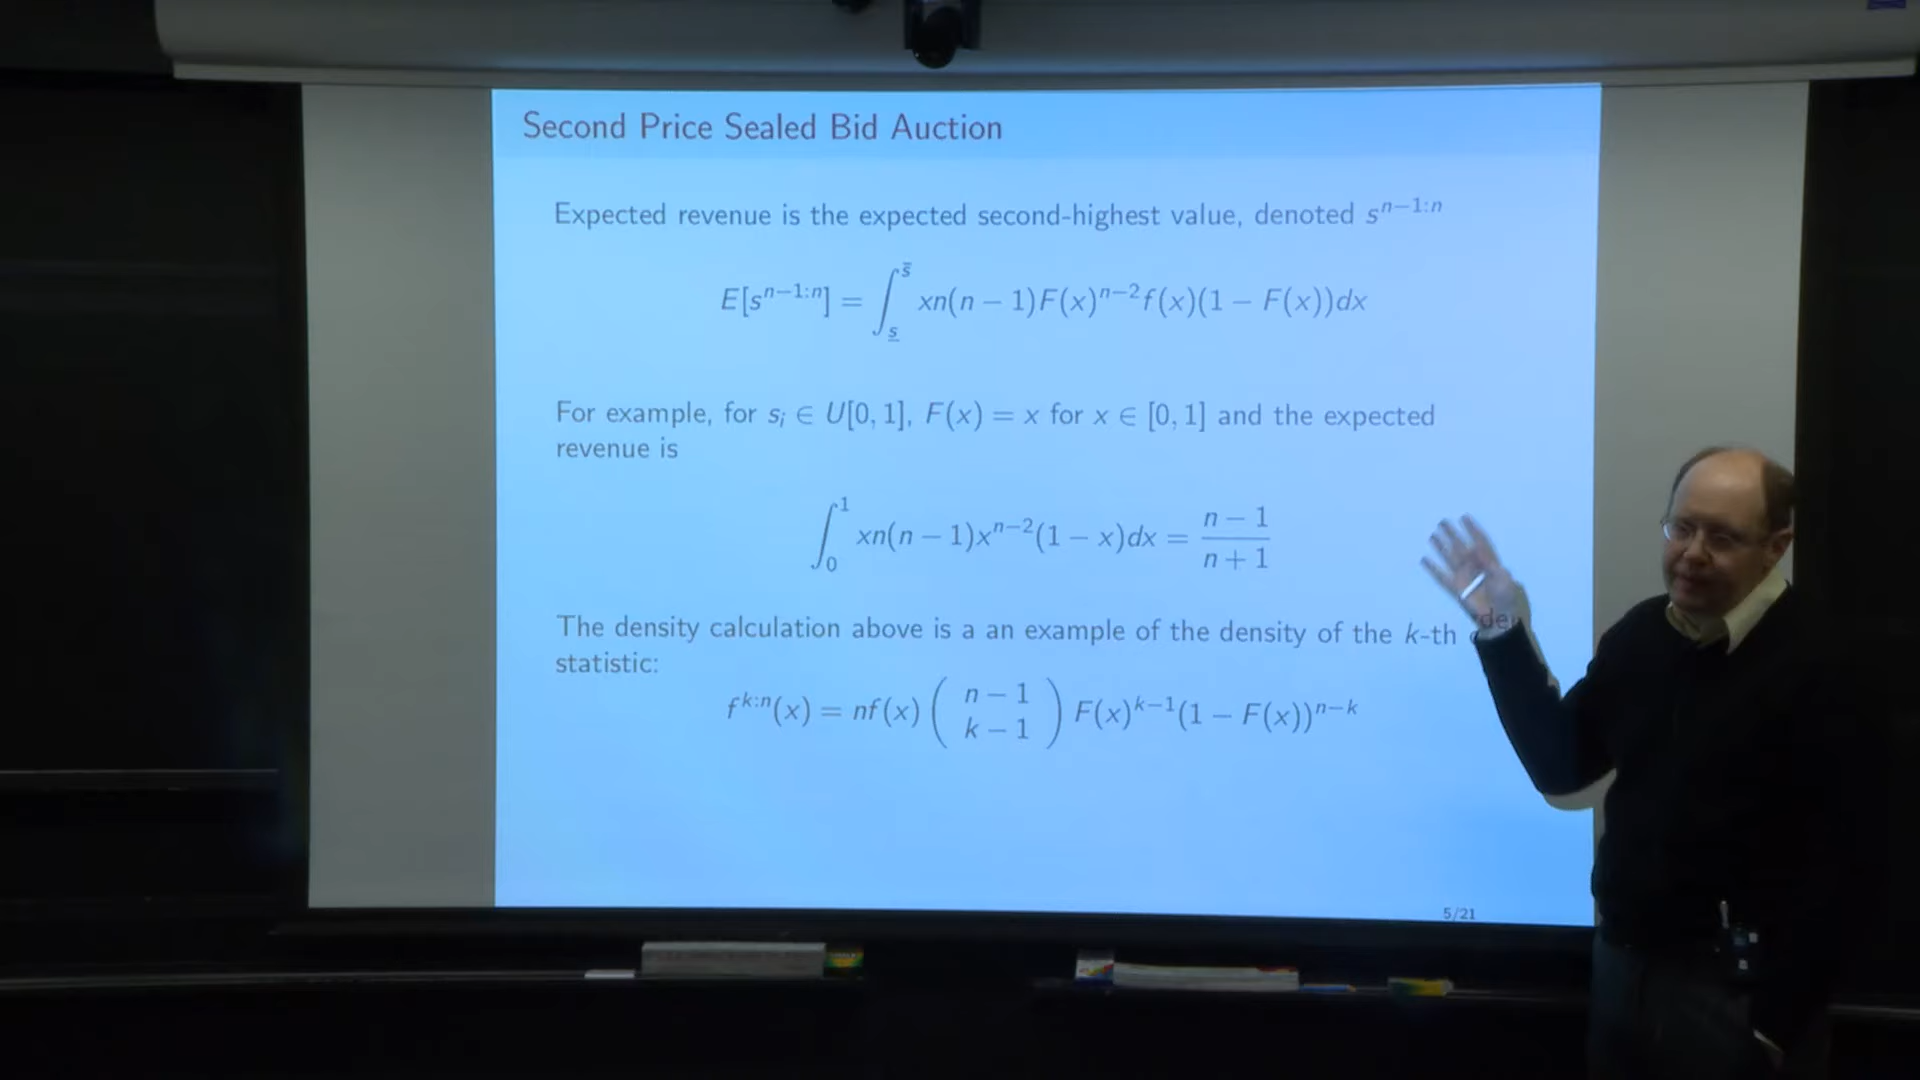 Second Price Sealed Bid Auction
Expected revenue is the expected second-highest value, denoted s^{n−1:n}
E[s^{n−1:n}] = ∫_{s̲}^{s̄} xn(n − 1)F(x)^{n−2}f(x)(1 − F(x))dx
For example, for s_i ∈ U[0, 1], F(x) = x for x ∈ [0, 1] and the expected
revenue is
∫_0^1 xn(n − 1)x^{n−2}(1 − x)dx = \frac{n − 1}{n + 1}
The density calculation above is a an example of the density of the k-th
statistic:
f^{k:n}(x) = nf(x) \binom{n − 1}{k − 1} F(x)^{k−1}(1 − F(x))^{n−k}
5/21